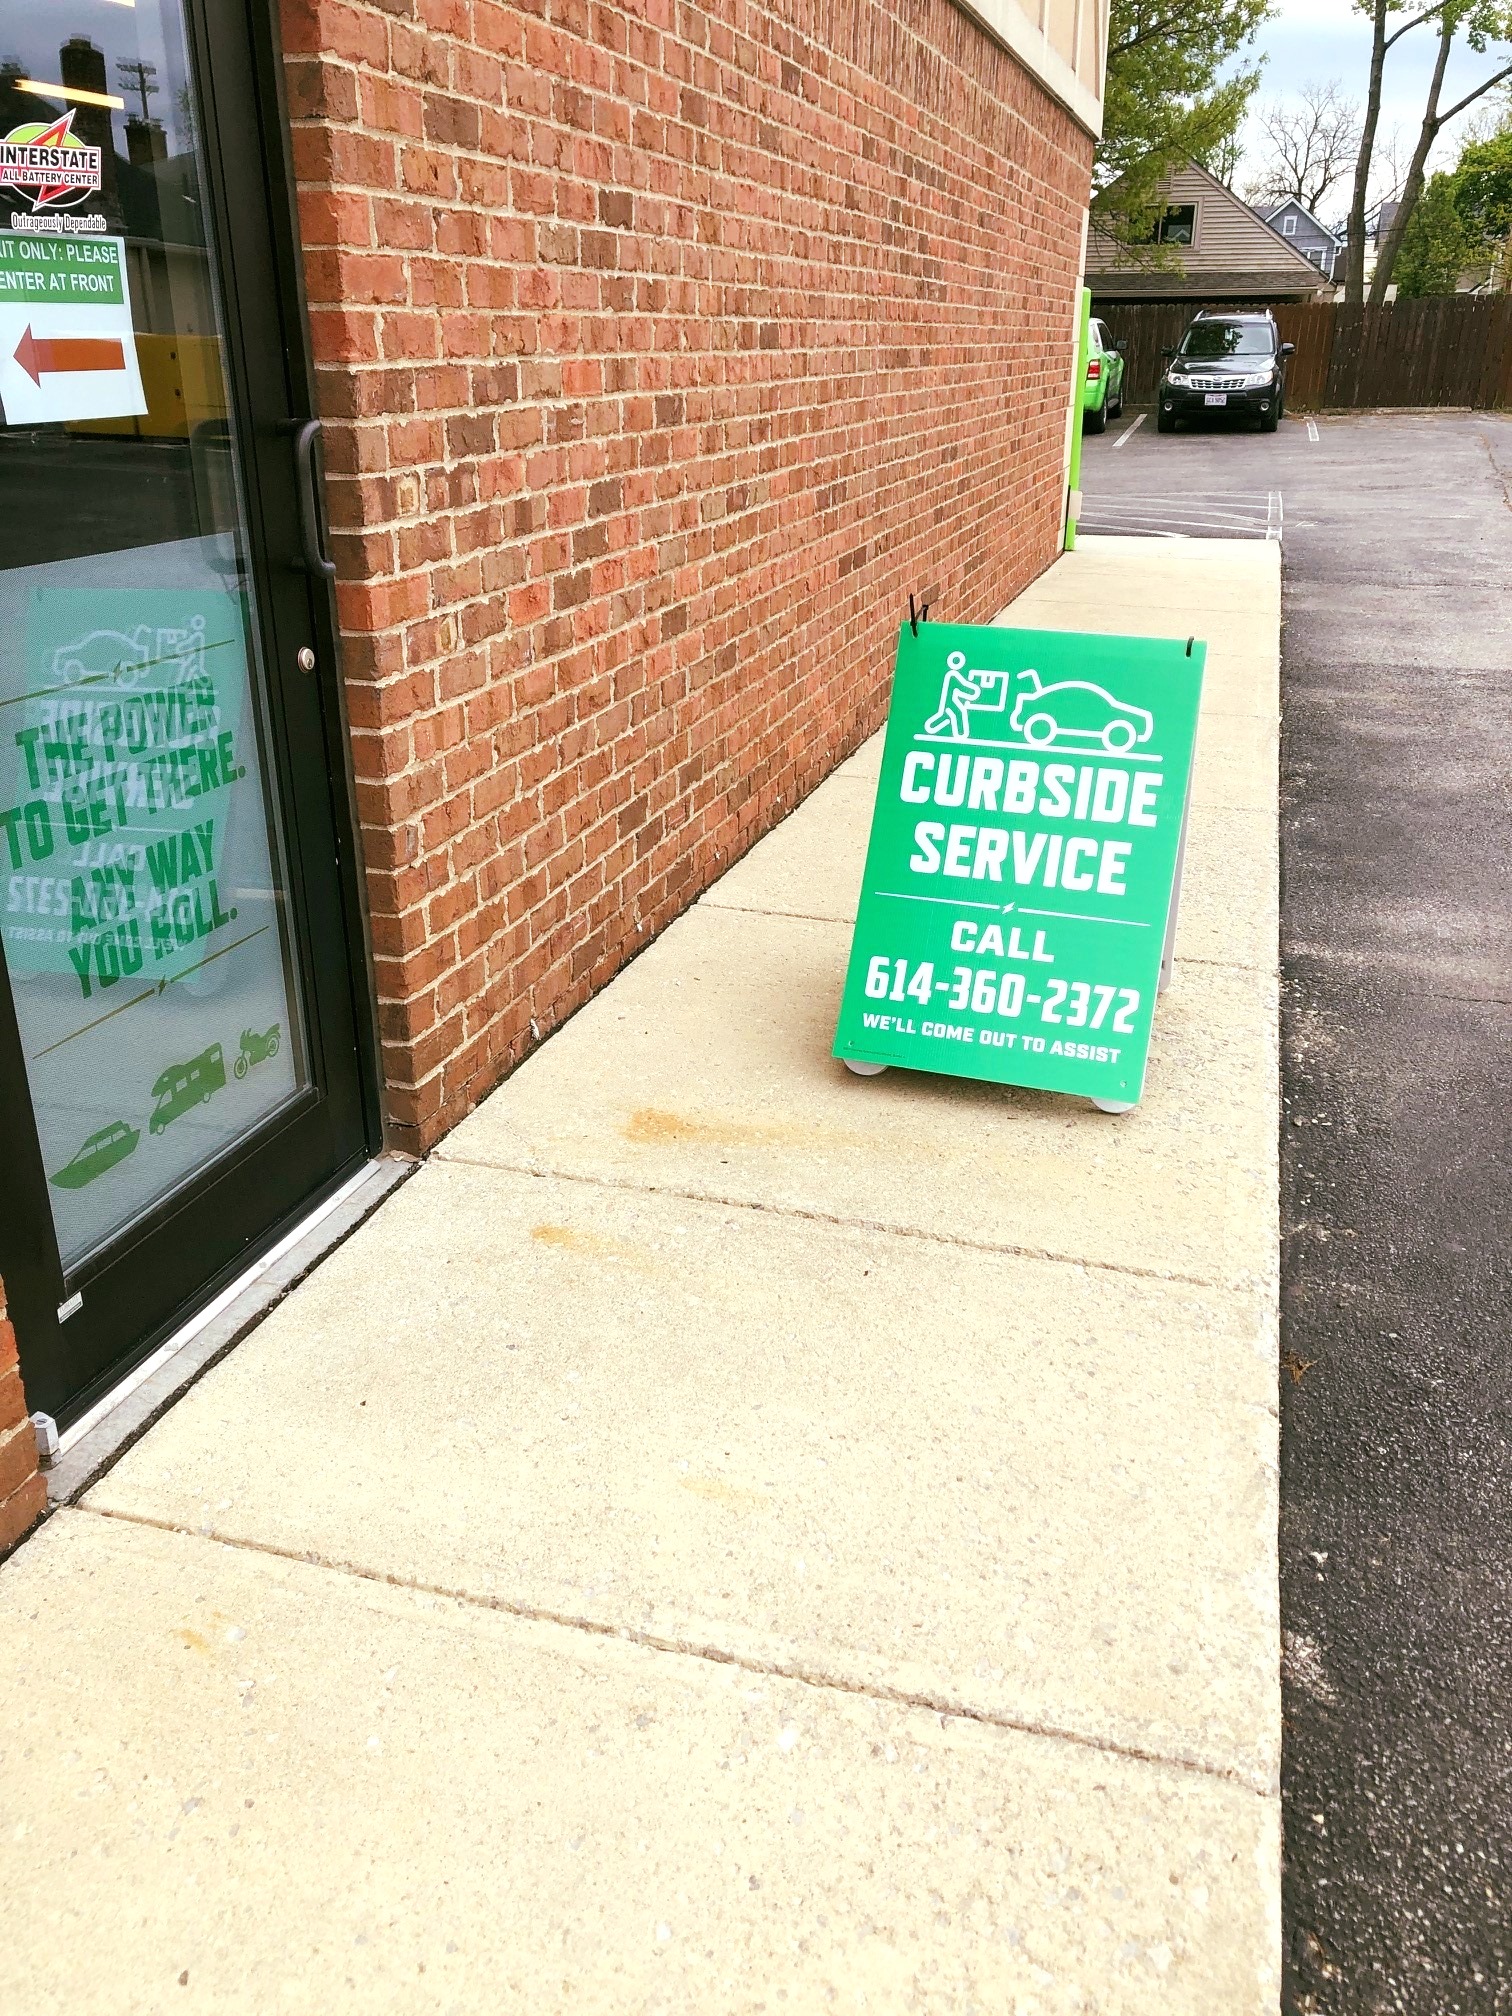 INTERSTATE
ALL BATTERY CENTER
Outrageously Dependable
IT ONLY: PLEASE
ENTER AT FRONT
THE POWER
TO GET THERE.
ANY WAY
YOU ROLL.
CURBSIDE
SERVICE
CALL
614-360-2372
WE'LL COME OUT TO ASSIST